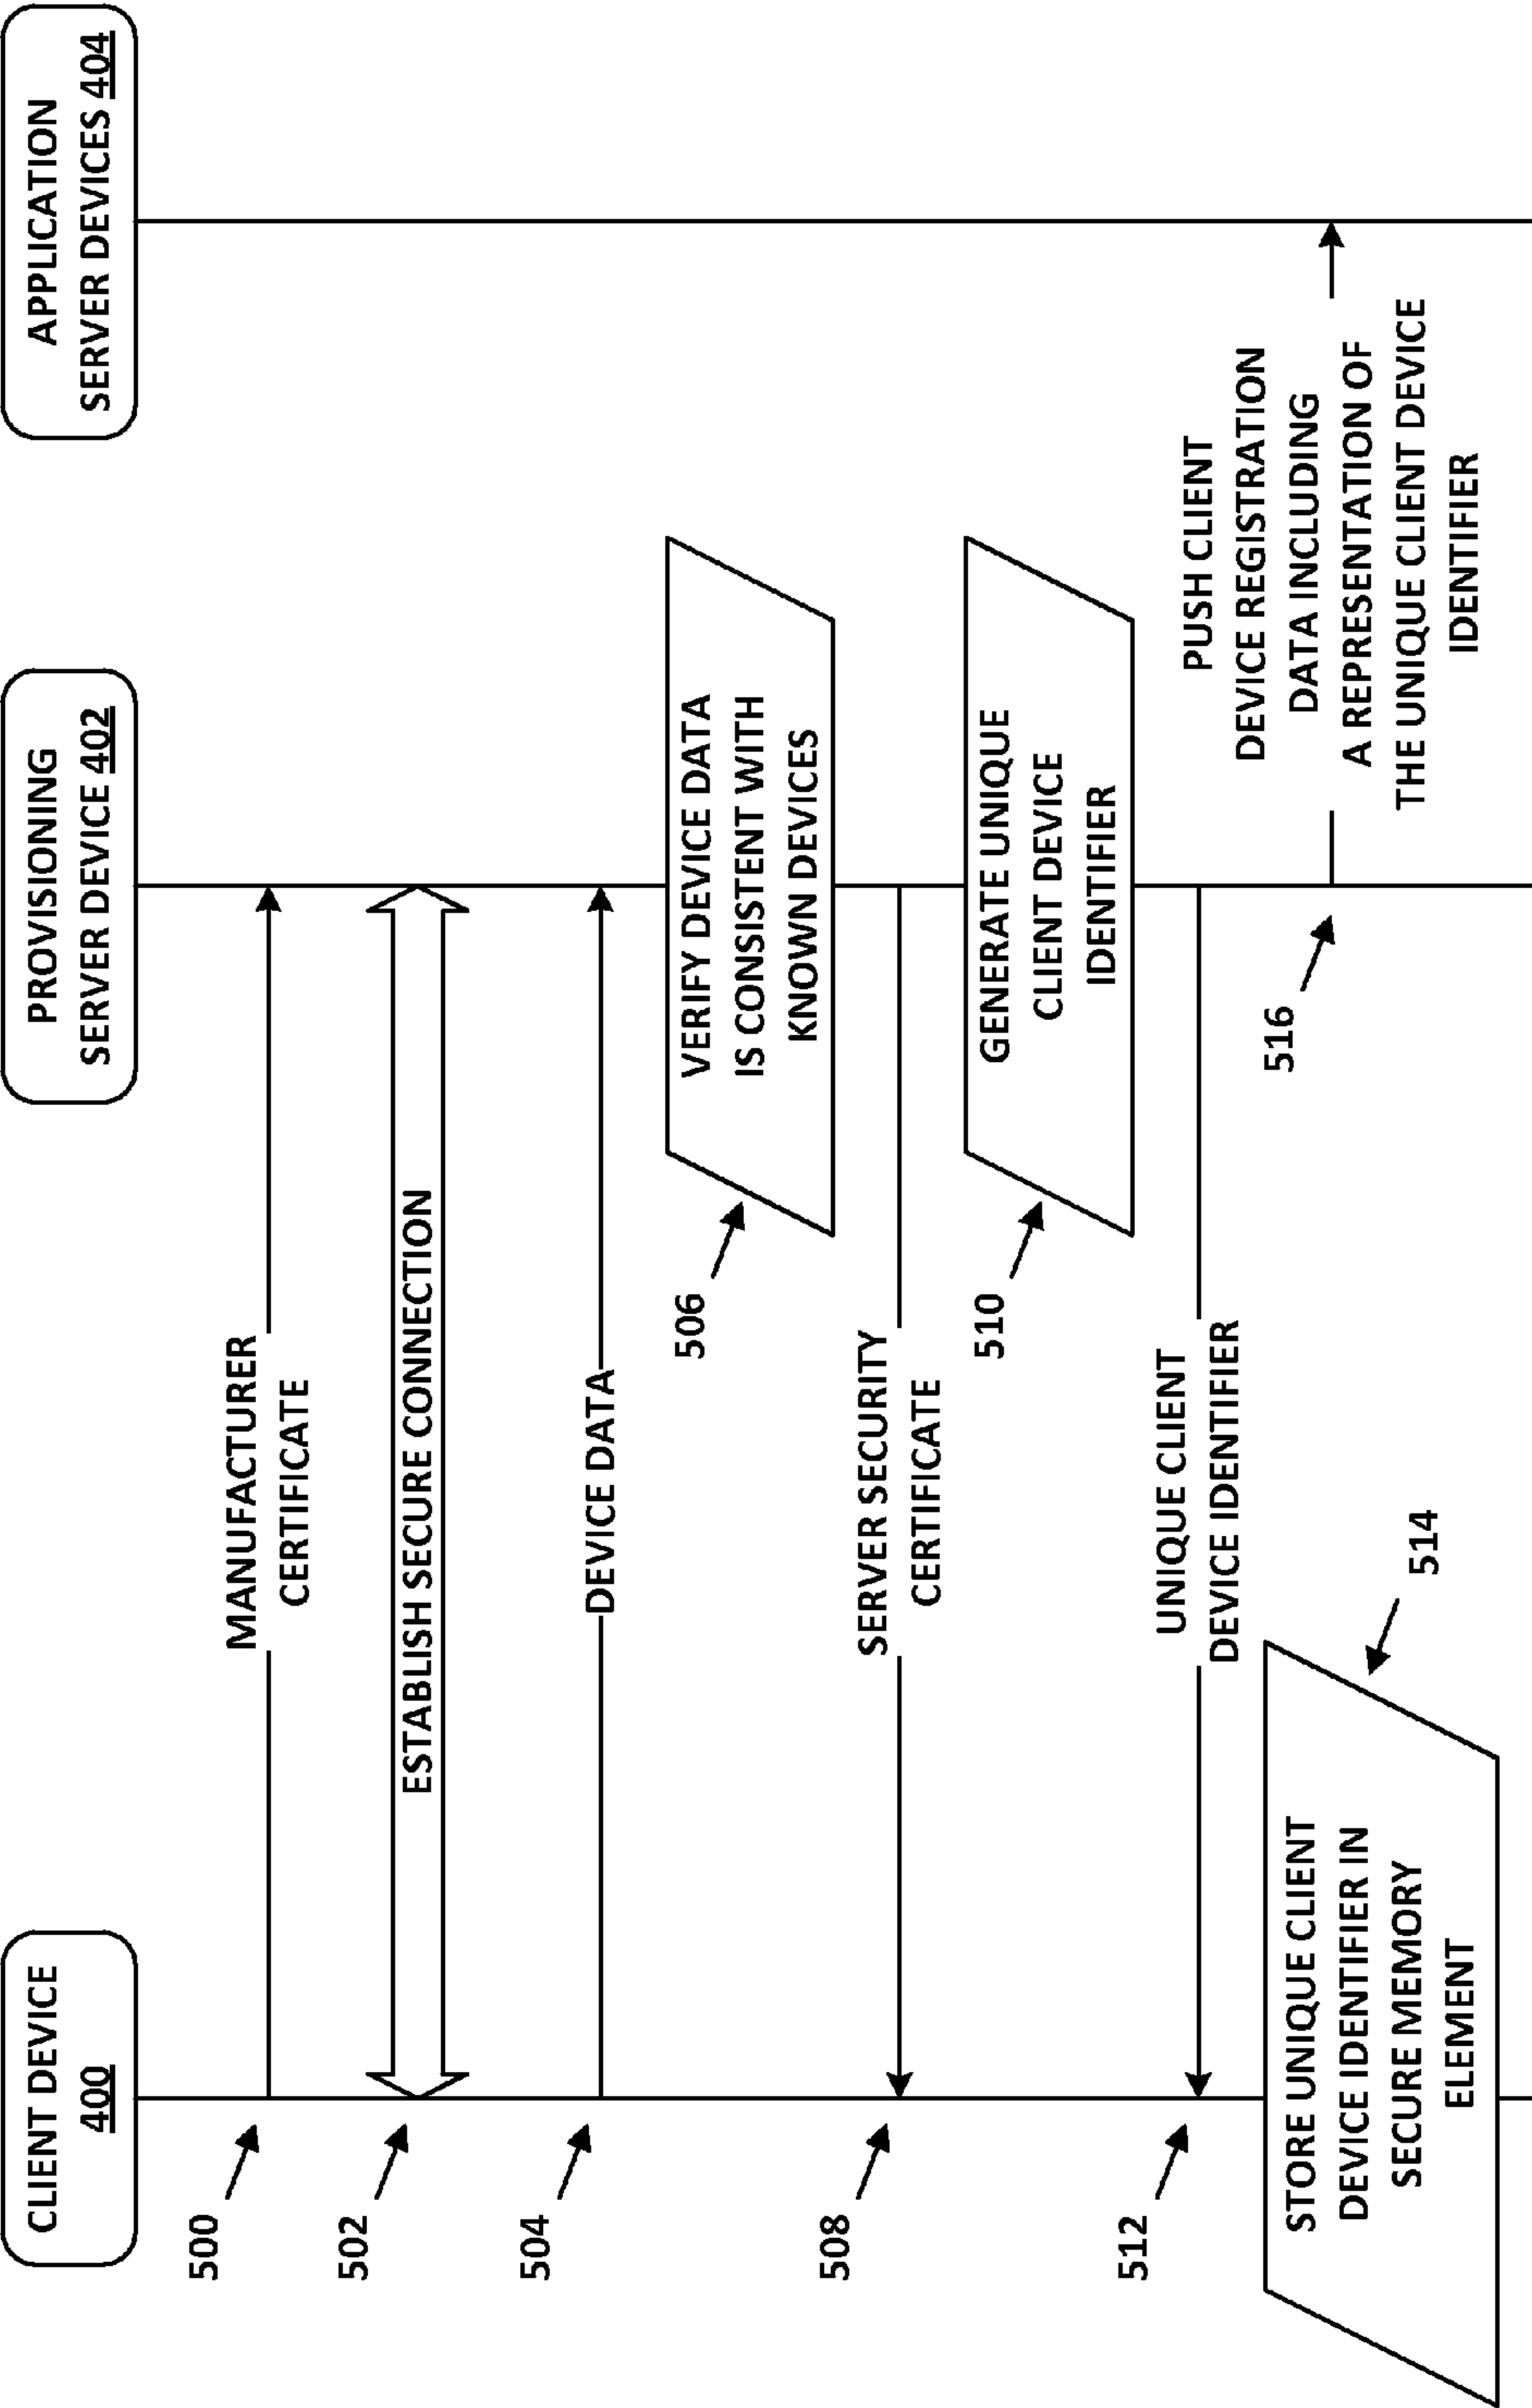 CLIENT DEVICE
400
PROVISIONING
SERVER DEVICE 402
APPLICATION
SERVER DEVICES 404
500
MANUFACTURER
CERTIFICATE
502
ESTABLISH SECURE CONNECTION
504
DEVICE DATA
506
VERIFY DEVICE DATA
IS CONSISTENT WITH
KNOWN DEVICES
508
SERVER SECURITY
CERTIFICATE
510
GENERATE UNIQUE
CLIENT DEVICE
IDENTIFIER
512
UNIQUE CLIENT
DEVICE IDENTIFIER
514
STORE UNIQUE CLIENT
DEVICE IDENTIFIER IN
SECURE MEMORY
ELEMENT
516
PUSH CLIENT
DEVICE REGISTRATION
DATA INCLUDING
A REPRESENTATION OF
THE UNIQUE CLIENT DEVICE
IDENTIFIER